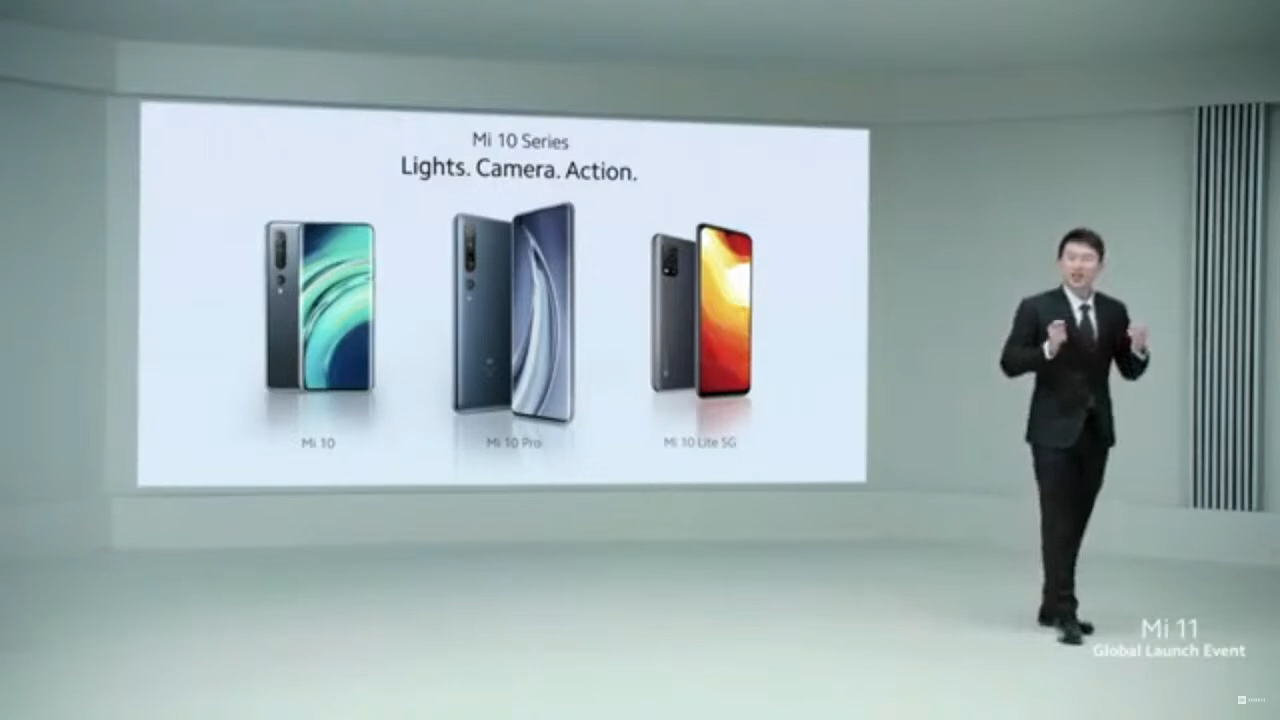 Mi 10 Series
Lights. Camera. Action.
Mi 10
Mi 10 Pro
Mi 10 Lite 5G
Mi 11
Global Launch Event